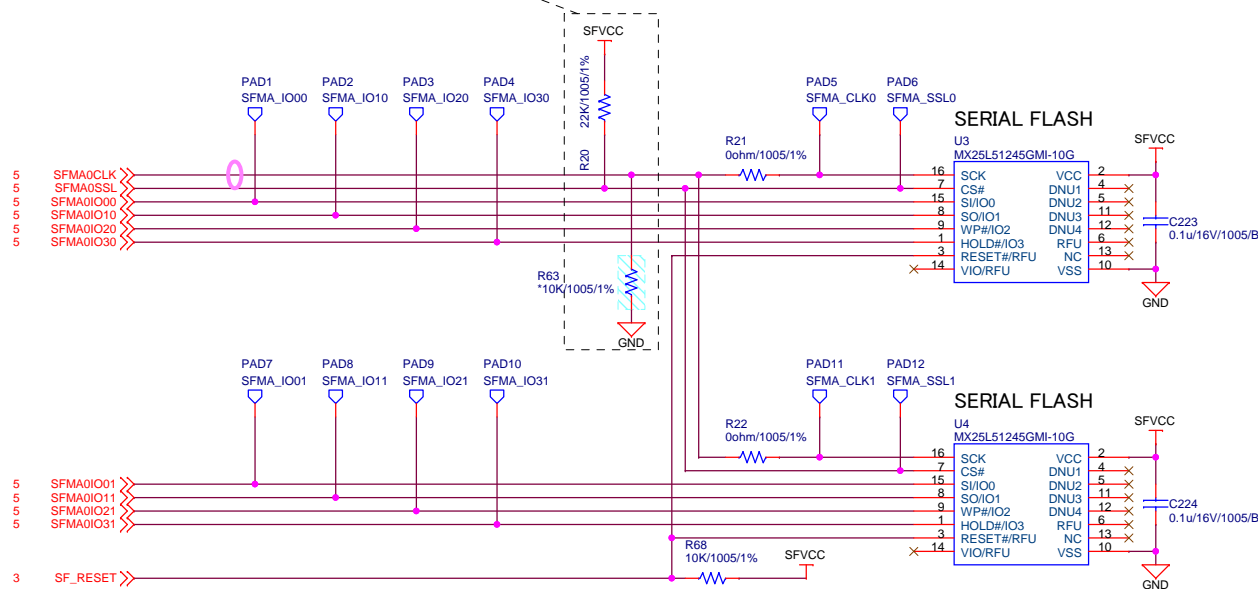 SFVCC
22K/1005/1%
R20
PAD1
SFMA_IO00
PAD2
SFMA_IO10
PAD3
SFMA_IO20
PAD4
SFMA_IO30
PAD5
SFMA_CLK0
PAD6
SFMA_SSL0
R21
0ohm/1005/1%
SERIAL FLASH
U3
MX25L51245GMI-10G
SFVCC
5 SFMA0CLK
5 SFMA0SSL
5 SFMA0IO00
5 SFMA0IO10
5 SFMA0IO20
5 SFMA0IO30
16 SCK VCC 2
7 CS# DNU1 4
15 SI/IO0 DNU2 5
8 SO/IO1 DNU3 11
9 WP#/IO2 DNU4 12
1 HOLD#/IO3 RFU 6
3 RESET#/RFU NC 13
14 VIO/RFU VSS 10
C223
0.1u/16V/1005/B
GND
R63
*10K/1005/1%
GND
PAD7
SFMA_IO01
PAD8
SFMA_IO11
PAD9
SFMA_IO21
PAD10
SFMA_IO31
PAD11
SFMA_CLK1
PAD12
SFMA_SSL1
R22
0ohm/1005/1%
SERIAL FLASH
U4
MX25L51245GMI-10G
SFVCC
5 SFMA0IO01
5 SFMA0IO11
5 SFMA0IO21
5 SFMA0IO31
16 SCK VCC 2
7 CS# DNU1 4
15 SI/IO0 DNU2 5
8 SO/IO1 DNU3 11
9 WP#/IO2 DNU4 12
1 HOLD#/IO3 RFU 6
3 RESET#/RFU NC 13
14 VIO/RFU VSS 10
C224
0.1u/16V/1005/B
GND
3 SF_RESET
R68
10K/1005/1%
SFVCC